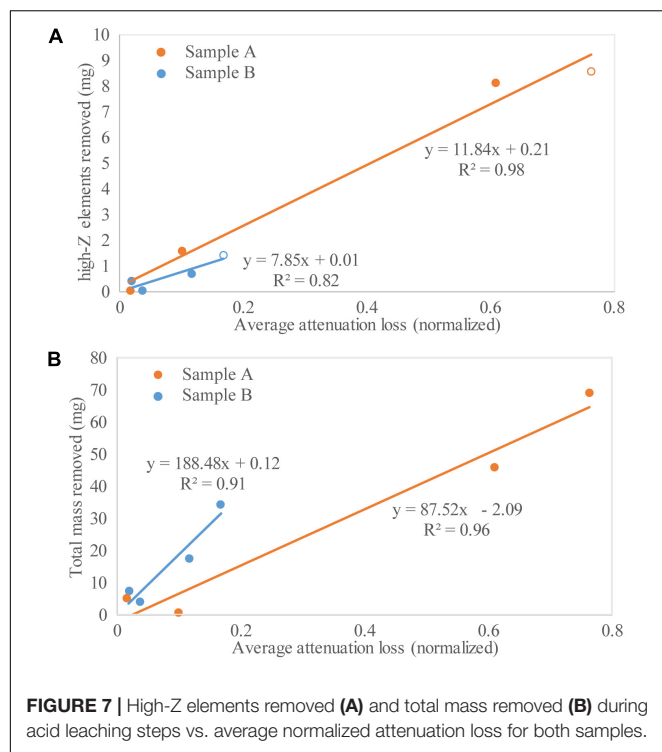 A
high-Z elements removed (mg)
10
9
8
7
6
5
4
3
2
1
0
Sample A
Sample B
y = 11.84x + 0.21
R² = 0.98
y = 7.85x + 0.01
R² = 0.82
0 0.2 0.4 0.6 0.8
Average attenuation loss (normalized)
B
Total mass removed (mg)
80
70
60
50
40
30
20
10
0
Sample A
Sample B
y = 188.48x + 0.12
R² = 0.91
y = 87.52x - 2.09
R² = 0.96
0 0.2 0.4 0.6 0.8
Average attenuation loss (normalized)
FIGURE 7 | High-Z elements removed (A) and total mass removed (B) during
acid leaching steps vs. average normalized attenuation loss for both samples.